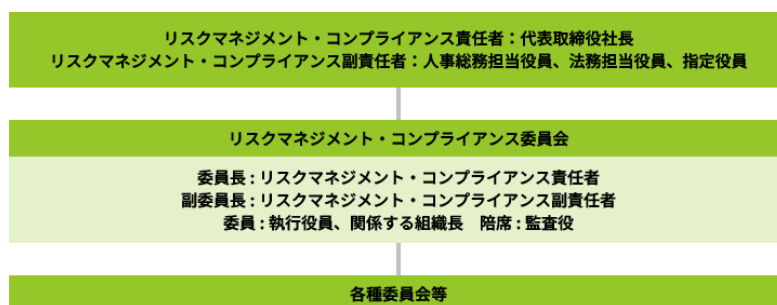 リスクマネジメント・コンプライアンス責任者：代表取締役社長
リスクマネジメント・コンプライアンス副責任者：人事総務担当役員、法務担当役員、指定役員
リスクマネジメント・コンプライアンス委員会
委員長：リスクマネジメント・コンプライアンス責任者
副委員長：リスクマネジメント・コンプライアンス副責任者
委員：執行役員、関係する組織長　陪席：監査役
各種委員会等